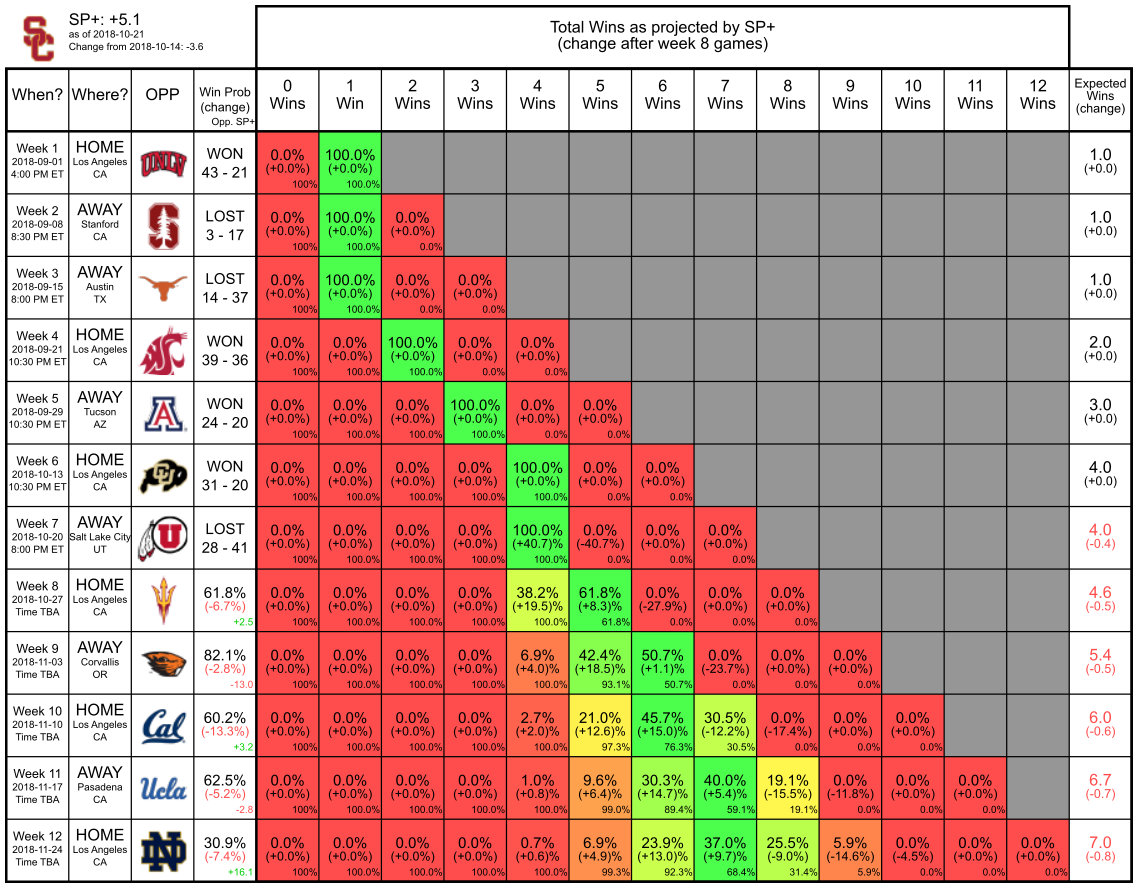 SC
SP+: +5.1
as of 2018-10-21
Change from 2018-10-14: -3.6
Total Wins as projected by SP+
(change after week 8 games)
When? Where? OPP Win Prob (change) Opp. SP+ 0 Wins 1 Win 2 Wins 3 Wins 4 Wins 5 Wins 6 Wins 7 Wins 8 Wins 9 Wins 10 Wins 11 Wins 12 Wins Expected Wins (change)
Week 1 HOME UNLV WON 0.0% 100.0% 1.0
2018-09-01 Los Angeles 43 - 21 (+0.0%) (+0.0%) (+0.0)
4:00 PM ET CA 100% 100.0%
Week 2 AWAY S LOST 0.0% 100.0% 0.0% 1.0
2018-09-08 Stanford 3 - 17 (+0.0%) (+0.0%) (+0.0%) (+0.0)
8:30 PM ET CA 100% 100.0% 0.0%
Week 3 AWAY LOST 0.0% 100.0% 0.0% 0.0% 1.0
2018-09-15 Austin 14 - 37 (+0.0%) (+0.0%) (+0.0%) (+0.0%) (+0.0)
8:00 PM ET TX 100% 100.0% 0.0% 0.0%
Week 4 HOME WON 0.0% 0.0% 100.0% 0.0% 0.0% 2.0
2018-09-21 Los Angeles 39 - 36 (+0.0%) (+0.0%) (+0.0%) (+0.0%) (+0.0%) (+0.0)
10:30 PM ET CA 100% 100.0% 100.0% 0.0% 0.0%
Week 5 AWAY A WON 0.0% 0.0% 0.0% 100.0% 0.0% 0.0% 3.0
2018-09-29 Tucson 24 - 20 (+0.0%) (+0.0%) (+0.0%) (+0.0%) (+0.0%) (+0.0%) (+0.0)
10:30 PM ET AZ 100% 100.0% 100.0% 100.0% 0.0% 0.0%
Week 6 HOME CU WON 0.0% 0.0% 0.0% 0.0% 100.0% 0.0% 0.0% 4.0
2018-10-13 Los Angeles 31 - 20 (+0.0%) (+0.0%) (+0.0%) (+0.0%) (+0.0%) (+0.0%) (+0.0%) (+0.0)
10:30 PM ET CA 100% 100.0% 100.0% 100.0% 100.0% 0.0% 0.0%
Week 7 AWAY U LOST 0.0% 0.0% 0.0% 0.0% 100.0% 0.0% 0.0% 0.0% 4.0
2018-10-20 Salt Lake City 28 - 41 (+0.0%) (+0.0%) (+0.0%) (+0.0%) (+40.7)% (-40.7%) (+0.0%) (+0.0%) (-0.4)
8:00 PM ET UT 100% 100.0% 100.0% 100.0% 100.0% 0.0% 0.0% 0.0%
Week 8 HOME 61.8% 0.0% 0.0% 0.0% 0.0% 38.2% 61.8% 0.0% 0.0% 0.0% 4.6
2018-10-27 Los Angeles (-6.7%) (+0.0%) (+0.0%) (+0.0%) (+0.0%) (+19.5)% (+8.3)% (-27.9%) (+0.0%) (+0.0%) (-0.5)
Time TBA CA +2.5 100% 100.0% 100.0% 100.0% 100.0% 61.8% 0.0% 0.0% 0.0%
Week 9 AWAY 82.1% 0.0% 0.0% 0.0% 0.0% 6.9% 42.4% 50.7% 0.0% 0.0% 0.0% 5.4
2018-11-03 Corvallis (-2.8%) (+0.0%) (+0.0%) (+0.0%) (+0.0%) (+4.0)% (+18.5)% (+1.1)% (-23.7%) (+0.0%) (+0.0%) (-0.5)
Time TBA OR -13.0 100% 100.0% 100.0% 100.0% 100.0% 93.1% 50.7% 0.0% 0.0% 0.0%
Week 10 HOME Cal 60.2% 0.0% 0.0% 0.0% 0.0% 2.7% 21.0% 45.7% 30.5% 0.0% 0.0% 0.0% 6.0
2018-11-10 Los Angeles (-13.3%) (+0.0%) (+0.0%) (+0.0%) (+0.0%) (+2.0)% (+12.6)% (+15.0)% (-12.2%) (-17.4%) (+0.0%) (+0.0%) (-0.6)
Time TBA CA +3.2 100% 100.0% 100.0% 100.0% 100.0% 97.3% 76.3% 30.5% 0.0% 0.0% 0.0%
Week 11 AWAY Ucla 62.5% 0.0% 0.0% 0.0% 0.0% 1.0% 9.6% 30.3% 40.0% 19.1% 0.0% 0.0% 0.0% 6.7
2018-11-17 Pasadena (-5.2%) (+0.0%) (+0.0%) (+0.0%) (+0.0%) (+0.8)% (+6.4)% (+14.7)% (+5.4)% (-15.5%) (-11.8%) (+0.0%) (+0.0%) (-0.7)
Time TBA CA -2.8 100% 100.0% 100.0% 100.0% 100.0% 99.0% 89.4% 59.1% 19.1% 0.0% 0.0% 0.0%
Week 12 HOME ND 30.9% 0.0% 0.0% 0.0% 0.0% 0.7% 6.9% 23.9% 37.0% 25.5% 5.9% 0.0% 0.0% 0.0% 7.0
2018-11-24 Los Angeles (-7.4%) (+0.0%) (+0.0%) (+0.0%) (+0.0%) (+0.6)% (+4.9)% (+13.0)% (+9.7)% (-9.0%) (-14.6%) (-4.5%) (+0.0%) (+0.0%) (-0.8)
Time TBA CA +16.1 100% 100.0% 100.0% 100.0% 100.0% 99.3% 92.3% 68.4% 31.4% 5.9% 0.0% 0.0% 0.0%